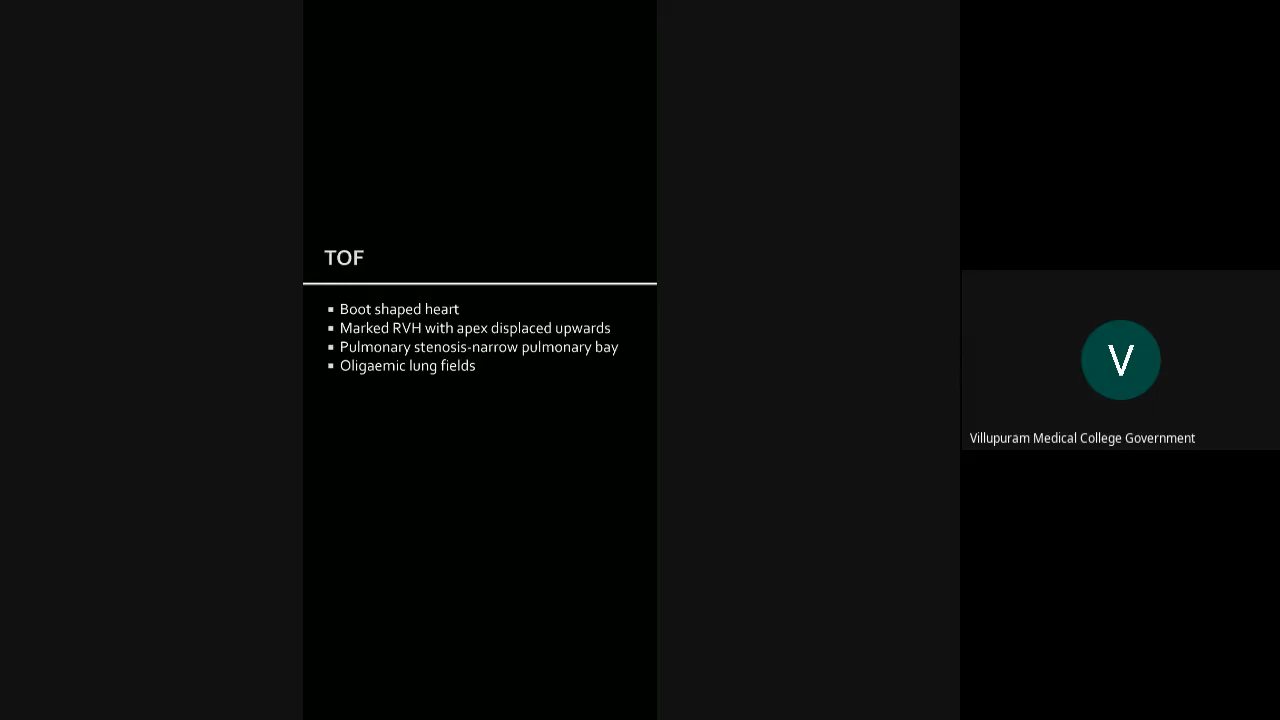 TOF
▪ Boot shaped heart
▪ Marked RVH with apex displaced upwards
▪ Pulmonary stenosis-narrow pulmonary bay
▪ Oligaemic lung fields
V
Villupuram Medical College Government